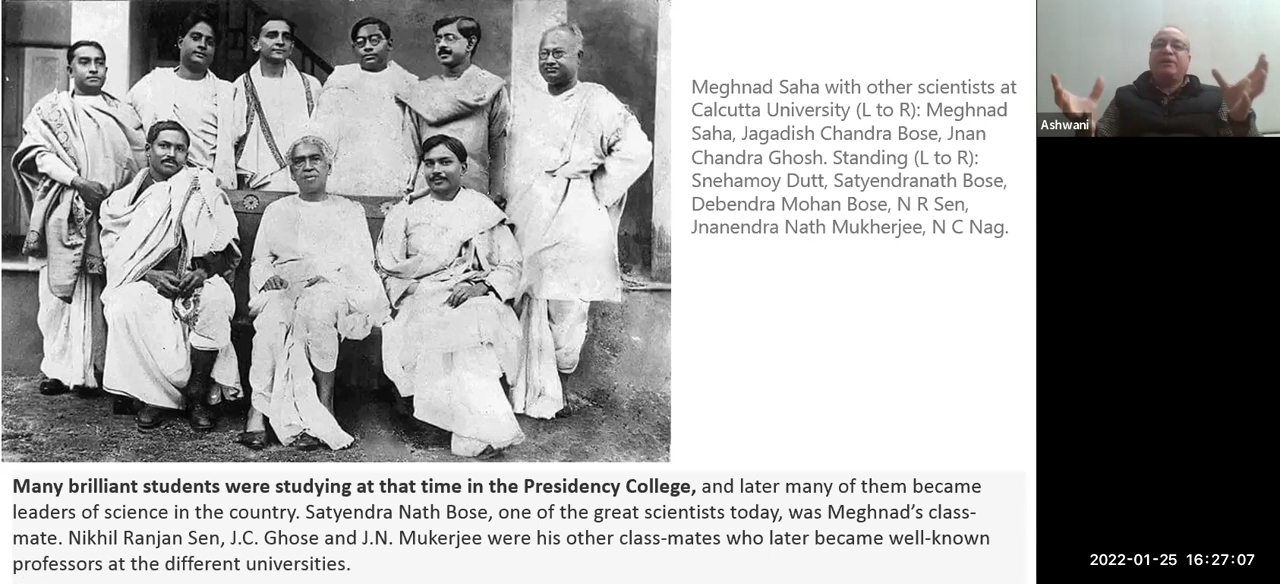 Meghnad Saha with other scientists at
Calcutta University (L to R): Meghnad
Saha, Jagadish Chandra Bose, Jnan
Chandra Ghosh. Standing (L to R):
Snehamoy Dutt, Satyendranath Bose,
Debendra Mohan Bose, N R Sen,
Jnanendra Nath Mukherjee, N C Nag.
Ashwani
Many brilliant students were studying at that time in the Presidency College, and later many of them became
leaders of science in the country. Satyendra Nath Bose, one of the great scientists today, was Meghnad’s class-
mate. Nikhil Ranjan Sen, J.C. Ghose and J.N. Mukerjee were his other class-mates who later became well-known
professors at the different universities.
2022-01-25 16:27:07